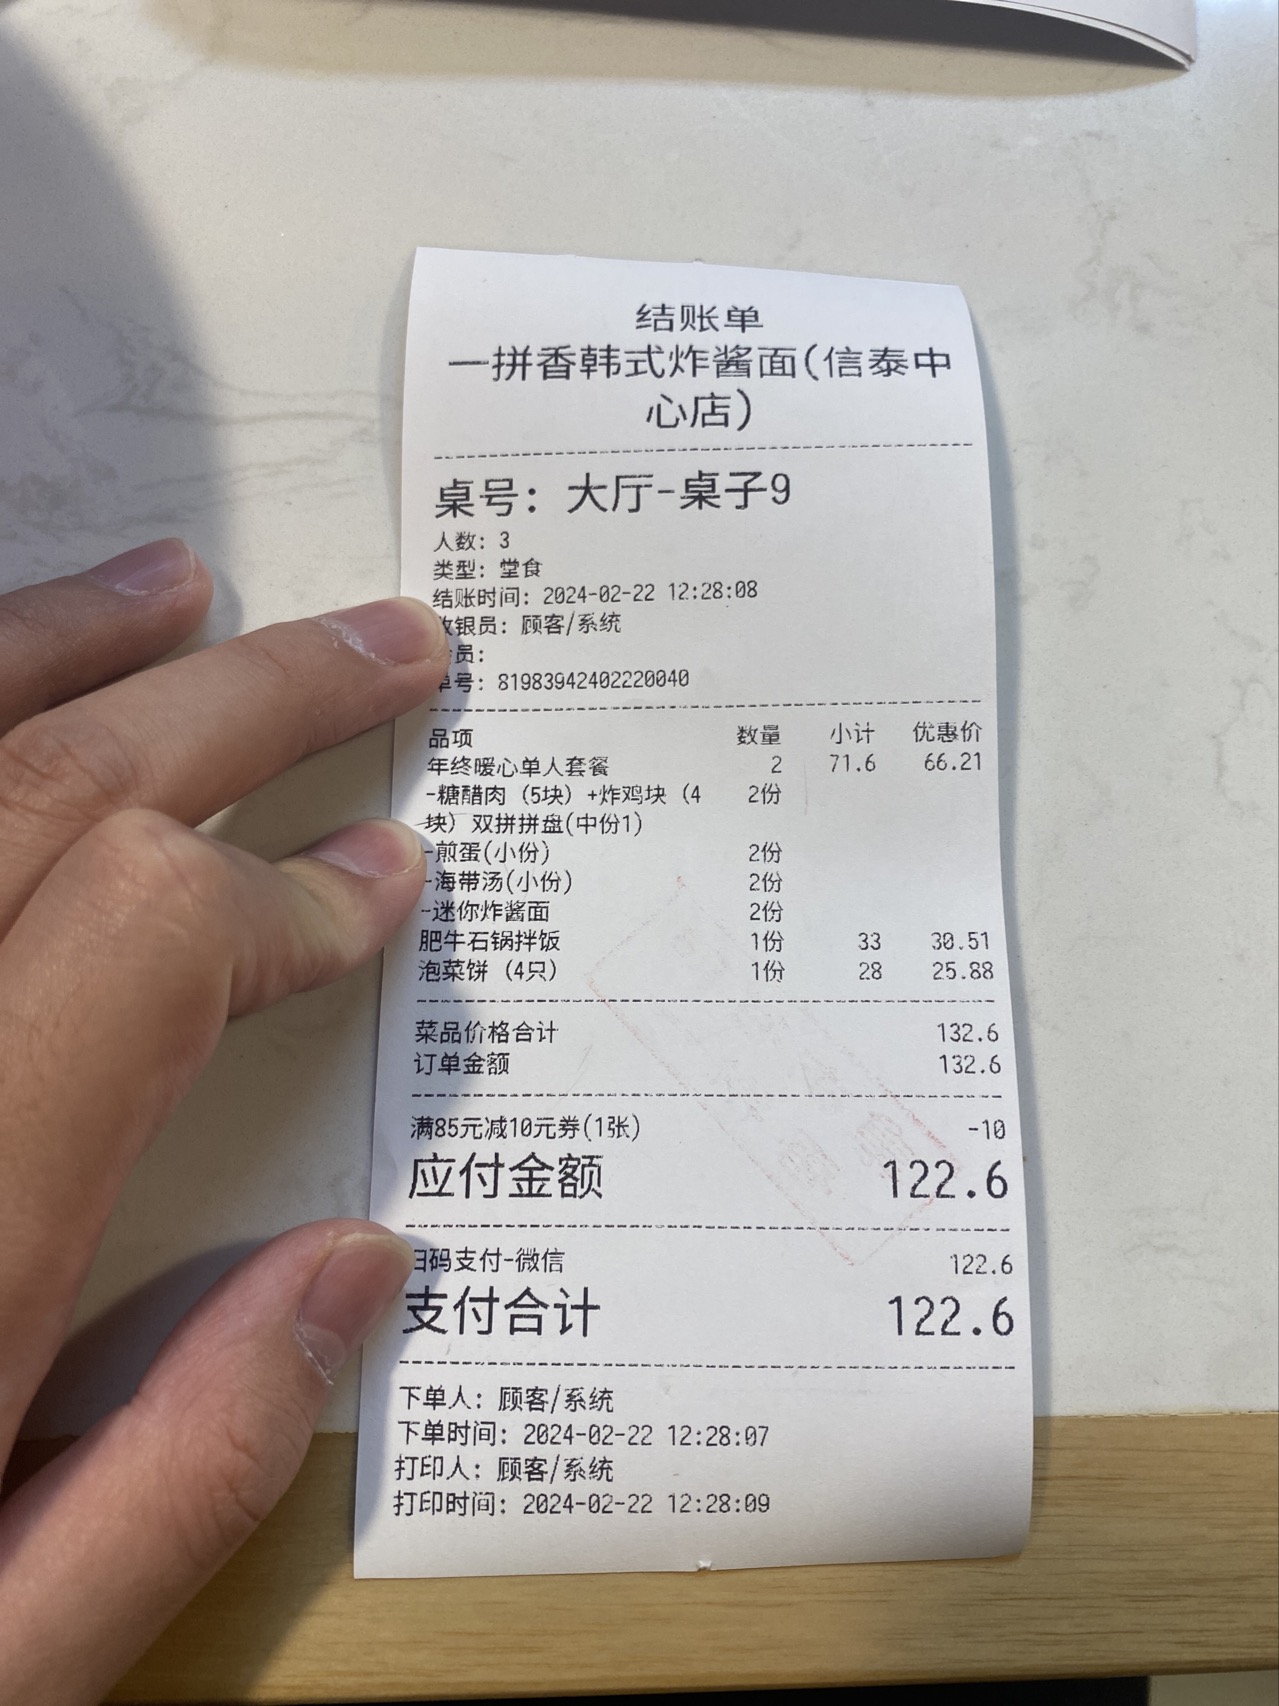 结账单
一拼香韩式炸酱面(信泰中
心店)
桌号: 大厅-桌子9
人数: 3
类型: 堂食
结账时间: 2024-02-22 12:28:08
收银员: 顾客/系统
员:
单号: 81983942402220040
品项 数量 小计 优惠价
年终暖心单人套餐 2 71.6 66.21
-糖醋肉 (5块) +炸鸡块 (4 2份
块) 双拼拼盘(中份1)
-煎蛋(小份) 2份
-海带汤(小份) 2份
-迷你炸酱面 2份
肥牛石锅拌饭 1份 33 30.51
泡菜饼 (4只) 1份 28 25.88
菜品价格合计 132.6
订单金额 132.6
满85元减10元券(1张) -10
应付金额 122.6
扫码支付-微信 122.6
支付合计 122.6
下单人: 顾客/系统
下单时间: 2024-02-22 12:28:07
打印人: 顾客/系统
打印时间: 2024-02-22 12:28:09